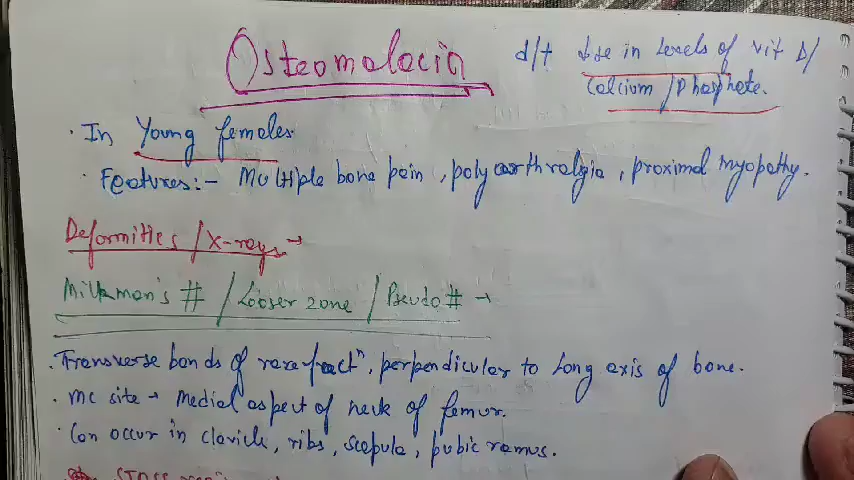 Osteomalacia
d/t ↓se in levels of vit D/
Calcium / Phosphate.
· In Young females.
· Features:- Multiple bone pain, polyarthralgia, proximal myopathy.
Deformities / X-rays →
Milkman's # / Looser zone / Pseudo # →
· Transverse bands of rarefactⁿ, perpendicular to long axis of bone.
· MC site → Medial aspect of neck of femur.
· Can occur in clavicle, ribs, scapula, pubic ramus.